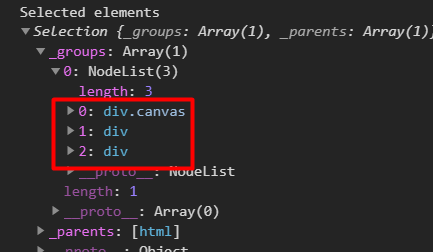 Selected elements
Selection {_groups: Array(1), _parents: Array(1)}
_groups: Array(1)
0: NodeList(3)
length: 3
0: div.canvas
1: div
2: div
__proto__: NodeList
length: 1
__proto__: Array(0)
_parents: [html]
__proto__: Object